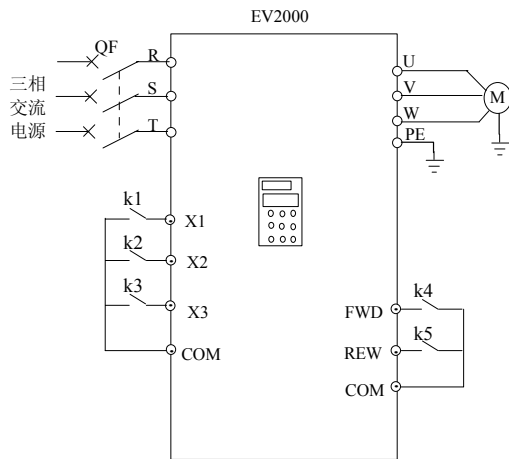 EV2000
QF
R
三相
S
交流
电源
T
U
V
M
W
PE
k1
X1
k2
X2
k3
X3
COM
k4
FWD
k5
REW
COM